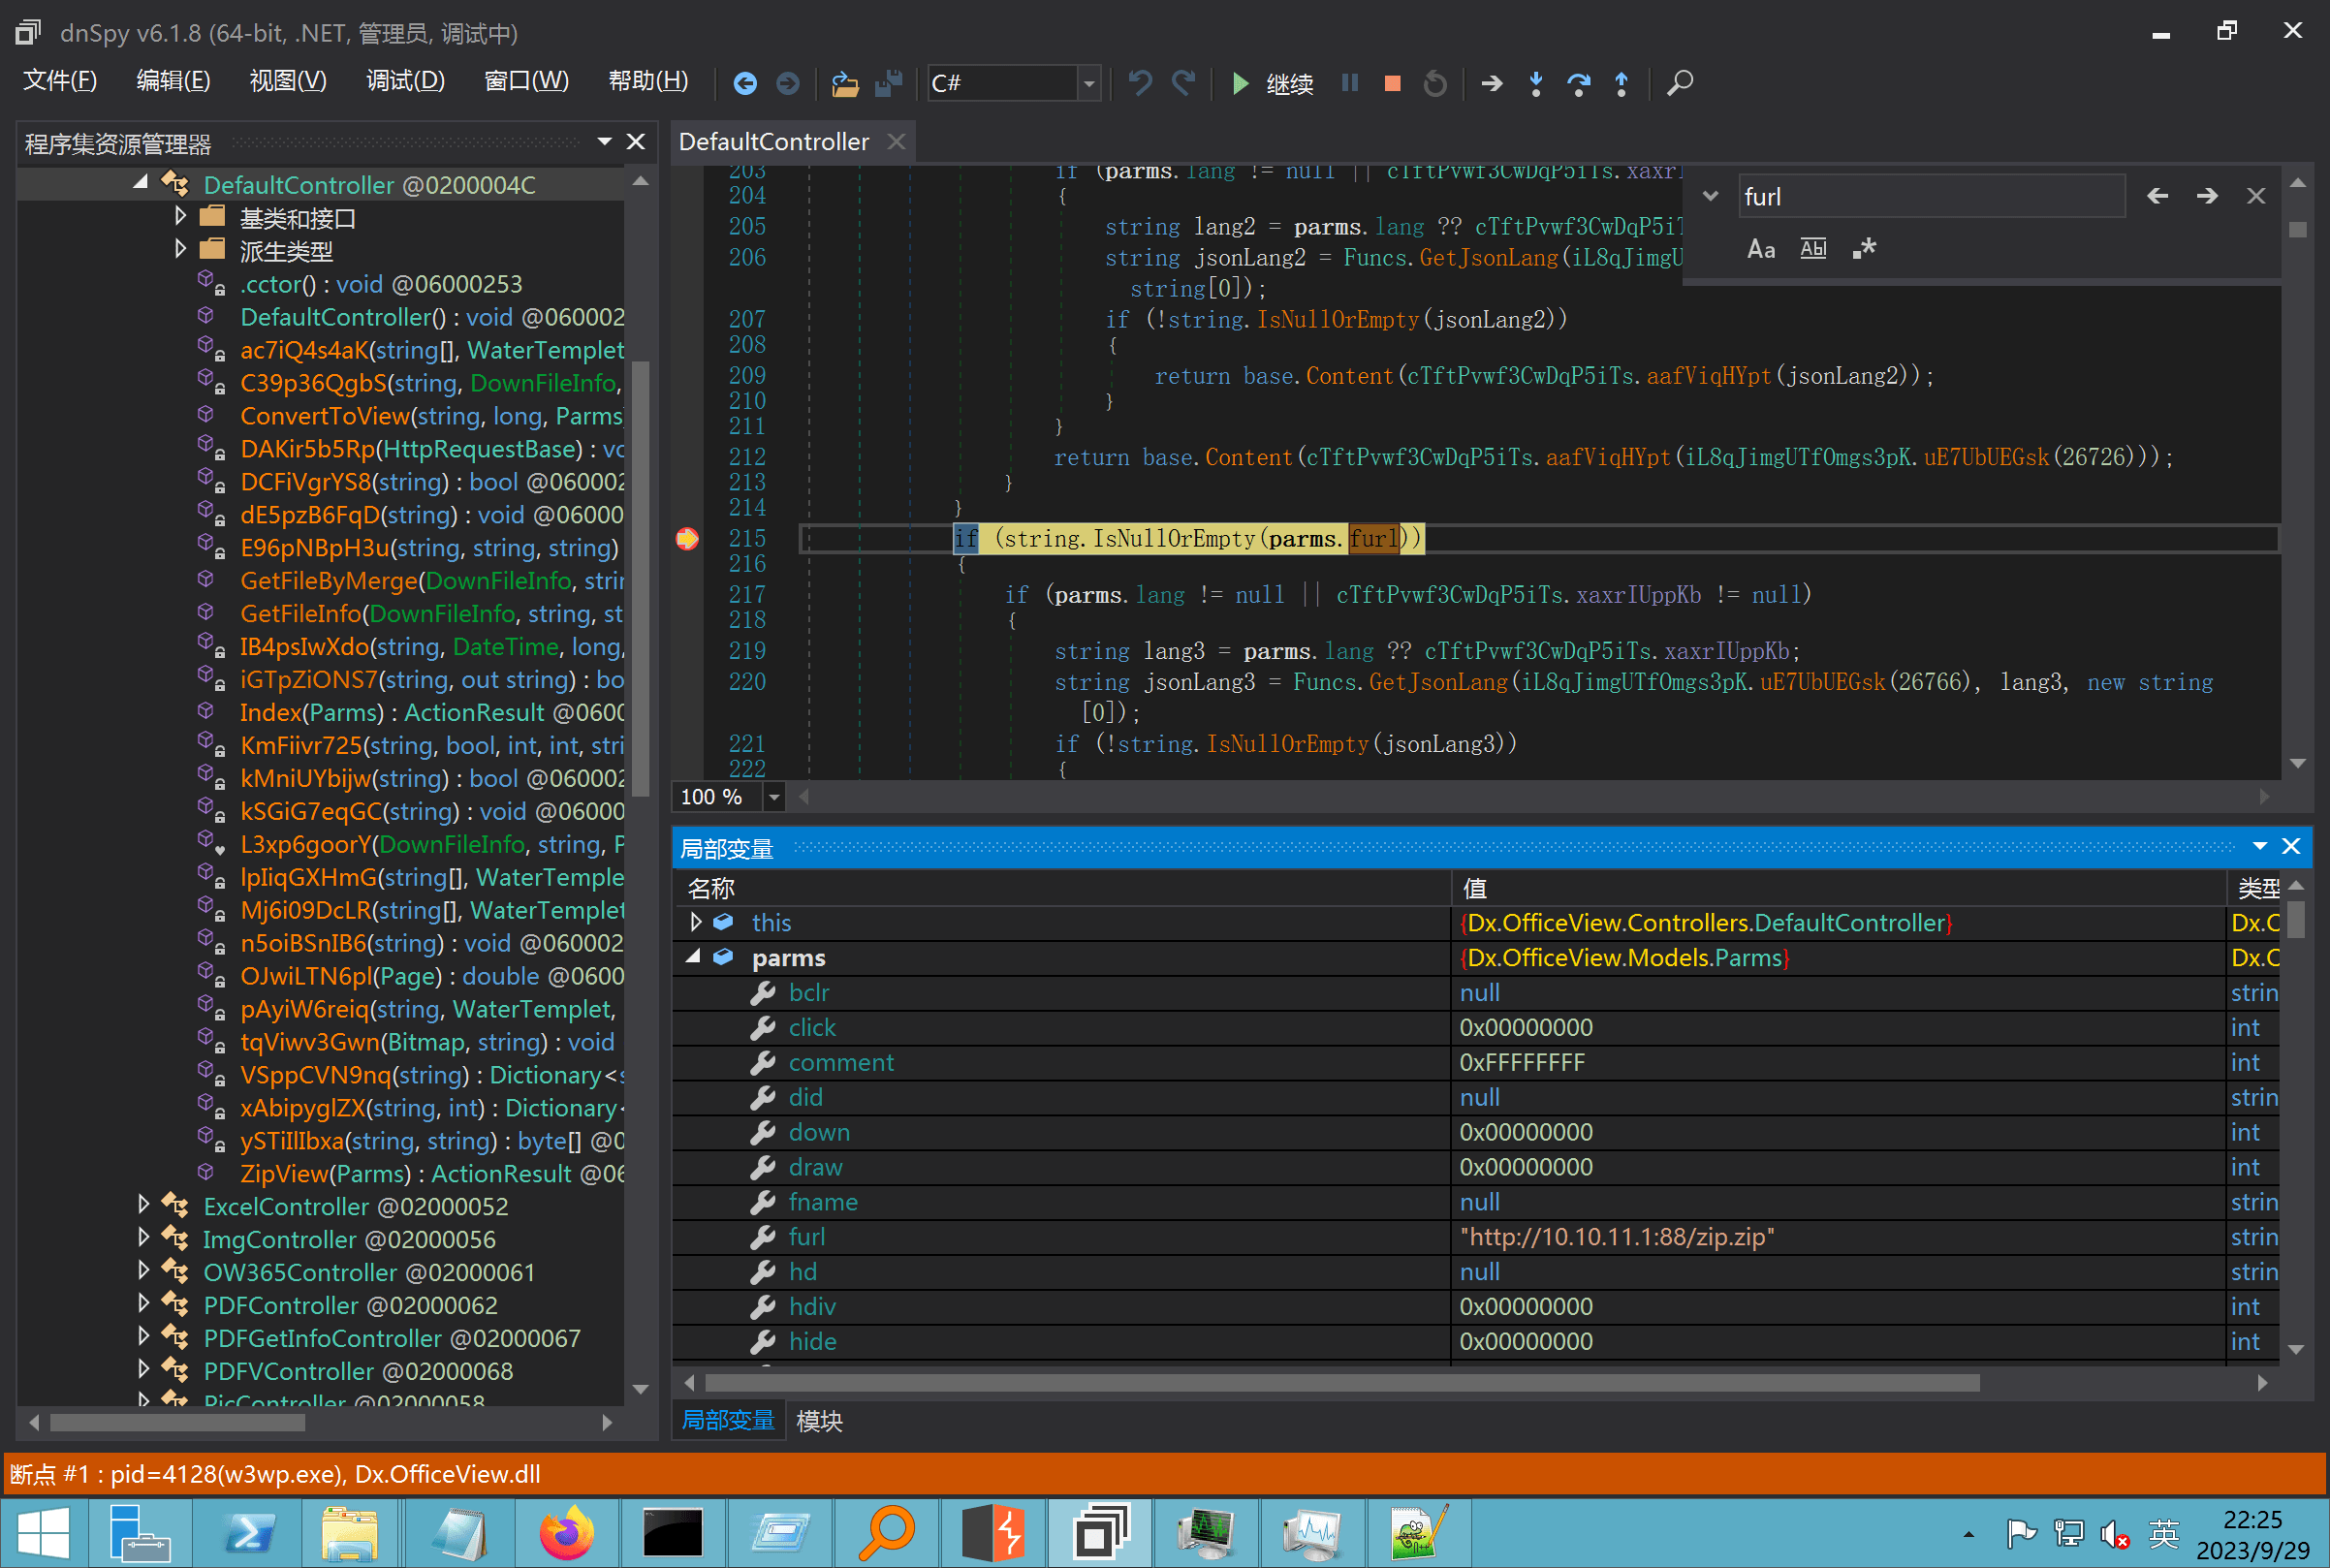 dnSpy v6.1.8 (64-bit, .NET, 管理员, 调试中)
文件(F) 编辑(E) 视图(V) 调试(D) 窗口(W) 帮助(H) C# 继续
程序集资源管理器
DefaultController @0200004C
基类和接口
派生类型
.cctor() : void @06000253
DefaultController() : void @060002
ac7iQ4s4aK(string[], WaterTemplet
C39p36QgbS(string, DownFileInfo,
ConvertToView(string, long, Parms
DAKir5b5Rp(HttpRequestBase) : vo
DCFiVgrYS8(string) : bool @060002
dE5pzB6FqD(string) : void @06000
E96pNBpH3u(string, string, string)
GetFileByMerge(DownFileInfo, strin
GetFileInfo(DownFileInfo, string, st
IB4psIwXdo(string, DateTime, long,
iGTpZiONS7(string, out string) : bo
Index(Parms) : ActionResult @0600
KmFiivr725(string, bool, int, int, stri
kMniUYbijw(string) : bool @060002
kSGiG7eqGC(string) : void @06000
L3xp6goorY(DownFileInfo, string, P
lpIiqGXHmG(string[], WaterTemple
Mj6i09DcLR(string[], WaterTemplet
n5oiBSnIB6(string) : void @060002
OJwiLTN6pl(Page) : double @0600
pAyiW6reiq(string, WaterTemplet,
tqViwv3Gwn(Bitmap, string) : void
VSppCVN9nq(string) : Dictionary<s
xAbipyglZX(string, int) : Dictionary<
ySTiIlIbxa(string, string) : byte[] @0
ZipView(Parms) : ActionResult @06
ExcelController @02000052
ImgController @02000056
OW365Controller @02000061
PDFController @02000062
PDFGetInfoController @02000067
PDFVController @02000068
PicController @02000058
DefaultController
furl
Aa Abl .*
203 if (parms.lang != null || cTftPvwf3CwDqP5iTs.xaxrI
204 {
205 string lang2 = parms.lang ?? cTftPvwf3CwDqP5iT
206 string jsonLang2 = Funcs.GetJsonLang(iL8qJimgU
string[0]);
207 if (!string.IsNullOrEmpty(jsonLang2))
208 {
209 return base.Content(cTftPvwf3CwDqP5iTs.aafViqHYpt(jsonLang2));
210 }
211 }
212 return base.Content(cTftPvwf3CwDqP5iTs.aafViqHYpt(iL8qJimgUTfOmgs3pK.uE7UbUEGsk(26726)));
213 }
214 }
215 if (string.IsNullOrEmpty(parms.furl))
216 {
217 if (parms.lang != null || cTftPvwf3CwDqP5iTs.xaxrIUppKb != null)
218 {
219 string lang3 = parms.lang ?? cTftPvwf3CwDqP5iTs.xaxrIUppKb;
220 string jsonLang3 = Funcs.GetJsonLang(iL8qJimgUTfOmgs3pK.uE7UbUEGsk(26766), lang3, new string
[0]);
221 if (!string.IsNullOrEmpty(jsonLang3))
222 {
100 %
局部变量
名称 值 类型
this {Dx.OfficeView.Controllers.DefaultController} Dx.O
parms {Dx.OfficeView.Models.Parms} Dx.O
bclr null strin
click 0x00000000 int
comment 0xFFFFFFFF int
did null strin
down 0x00000000 int
draw 0x00000000 int
fname null strin
furl "http://10.10.11.1:88/zip.zip" strin
hd null strin
hdiv 0x00000000 int
hide 0x00000000 int
局部变量 模块
断点 #1 : pid=4128(w3wp.exe), Dx.OfficeView.dll
英
22:25
2023/9/29